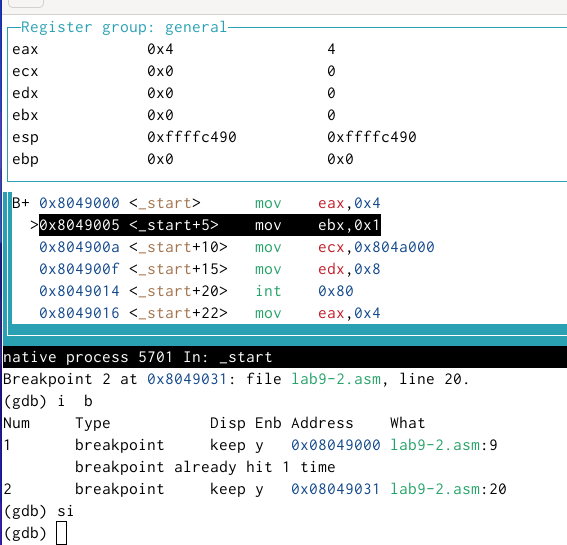 Register group: general
eax 0x4 4
ecx 0x0 0
edx 0x0 0
ebx 0x0 0
esp 0xffffc490 0xffffc490
ebp 0x0 0x0
B+ 0x8049000 <_start> mov eax,0x4
>0x8049005 <_start+5> mov ebx,0x1
0x804900a <_start+10> mov ecx,0x804a000
0x804900f <_start+15> mov edx,0x8
0x8049014 <_start+20> int 0x80
0x8049016 <_start+22> mov eax,0x4
native process 5701 In: _start
Breakpoint 2 at 0x8049031: file lab9-2.asm, line 20.
(gdb) i b
Num Type Disp Enb Address What
1 breakpoint keep y 0x08049000 lab9-2.asm:9
breakpoint already hit 1 time
2 breakpoint keep y 0x08049031 lab9-2.asm:20
(gdb) si
(gdb)